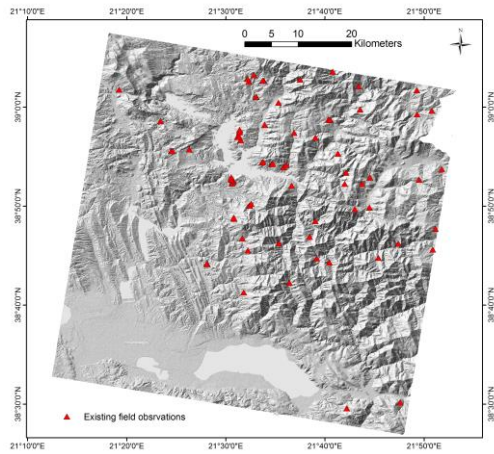 21°10'0"E 21°20'0"E 21°30'0"E 21°40'0"E 21°50'0"E
0 5 10 20
Kilometers
N
39°0'0"N 39°0'0"N
38°50'0"N 38°50'0"N
38°40'0"N 38°40'0"N
38°30'0"N 38°30'0"N
Existing field obsrvations
21°10'0"E 21°20'0"E 21°30'0"E 21°40'0"E 21°50'0"E